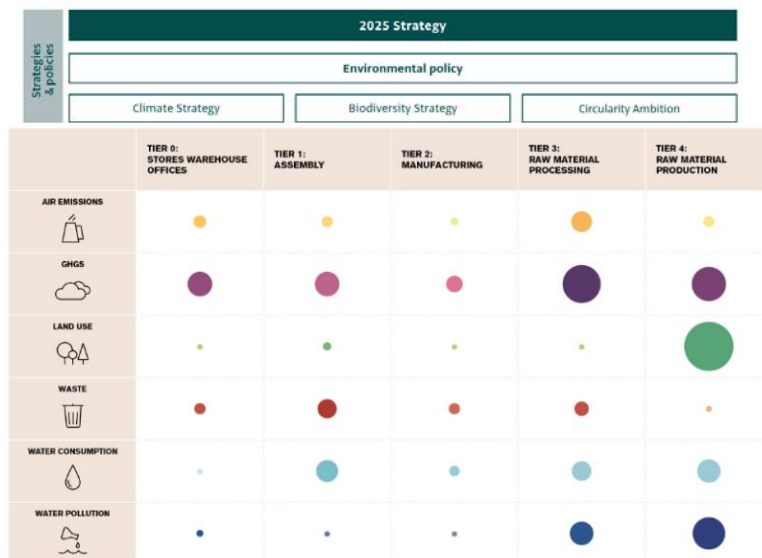 2025 Strategy
Strategies
& policies
Environmental policy
Climate Strategy
Biodiversity Strategy
Circularity Ambition
TIER 0:
STORES WAREHOUSE
OFFICES
TIER 1:
ASSEMBLY
TIER 2:
MANUFACTURING
TIER 3:
RAW MATERIAL
PROCESSING
TIER 4:
RAW MATERIAL
PRODUCTION
AIR EMISSIONS
GHGS
LAND USE
WASTE
WATER CONSUMPTION
WATER POLLUTION